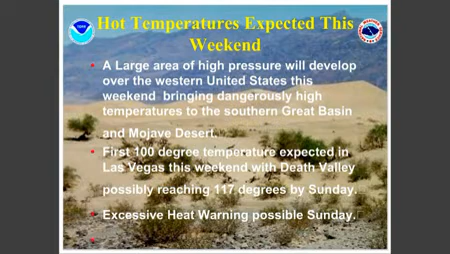 Hot Temperatures Expected This
Weekend
• A Large area of high pressure will develop
over the western United States this
weekend bringing dangerously high
temperatures to the southern Great Basin
and Mojave Desert.
• First 100 degree temperature expected in
Las Vegas this weekend with Death Valley
possibly reaching 117 degrees by Sunday.
• Excessive Heat Warning possible Sunday.
•